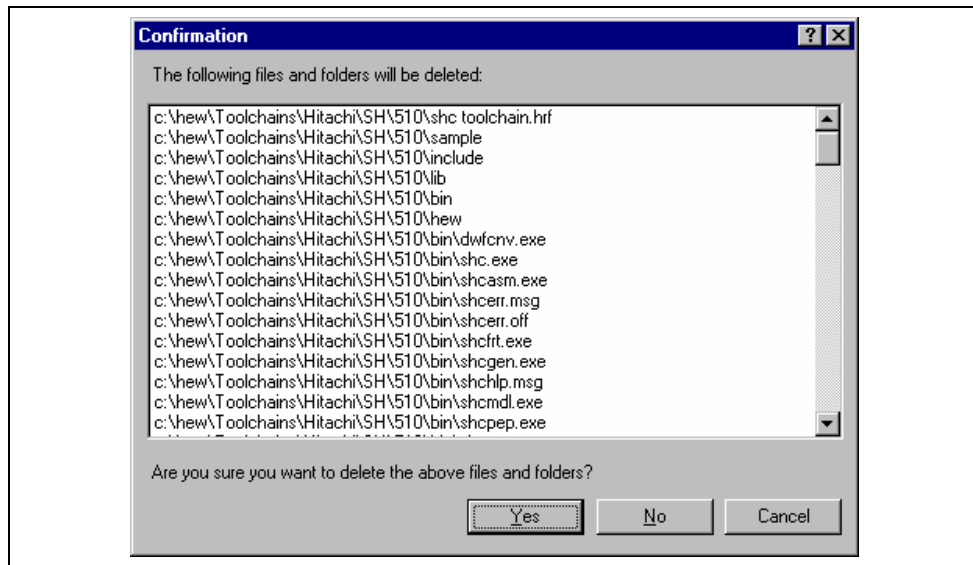 Confirmation
The following files and folders will be deleted:
c:\hew\Toolchains\Hitachi\SH\510\shc toolchain.hrf
c:\hew\Toolchains\Hitachi\SH\510\sample
c:\hew\Toolchains\Hitachi\SH\510\include
c:\hew\Toolchains\Hitachi\SH\510\lib
c:\hew\Toolchains\Hitachi\SH\510\bin
c:\hew\Toolchains\Hitachi\SH\510\hew
c:\hew\Toolchains\Hitachi\SH\510\bin\dwfcnv.exe
c:\hew\Toolchains\Hitachi\SH\510\bin\shc.exe
c:\hew\Toolchains\Hitachi\SH\510\bin\shcasm.exe
c:\hew\Toolchains\Hitachi\SH\510\bin\shcerr.msg
c:\hew\Toolchains\Hitachi\SH\510\bin\shcerr.off
c:\hew\Toolchains\Hitachi\SH\510\bin\shcfrt.exe
c:\hew\Toolchains\Hitachi\SH\510\bin\shcgen.exe
c:\hew\Toolchains\Hitachi\SH\510\bin\shchlp.msg
c:\hew\Toolchains\Hitachi\SH\510\bin\shcmdl.exe
c:\hew\Toolchains\Hitachi\SH\510\bin\shcpep.exe
Are you sure you want to delete the above files and folders?
Yes No Cancel